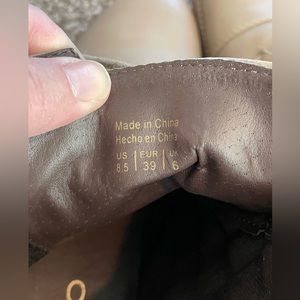 Made in China
Hecho en China
US | EUR | UK
8.5 | 39 | 6